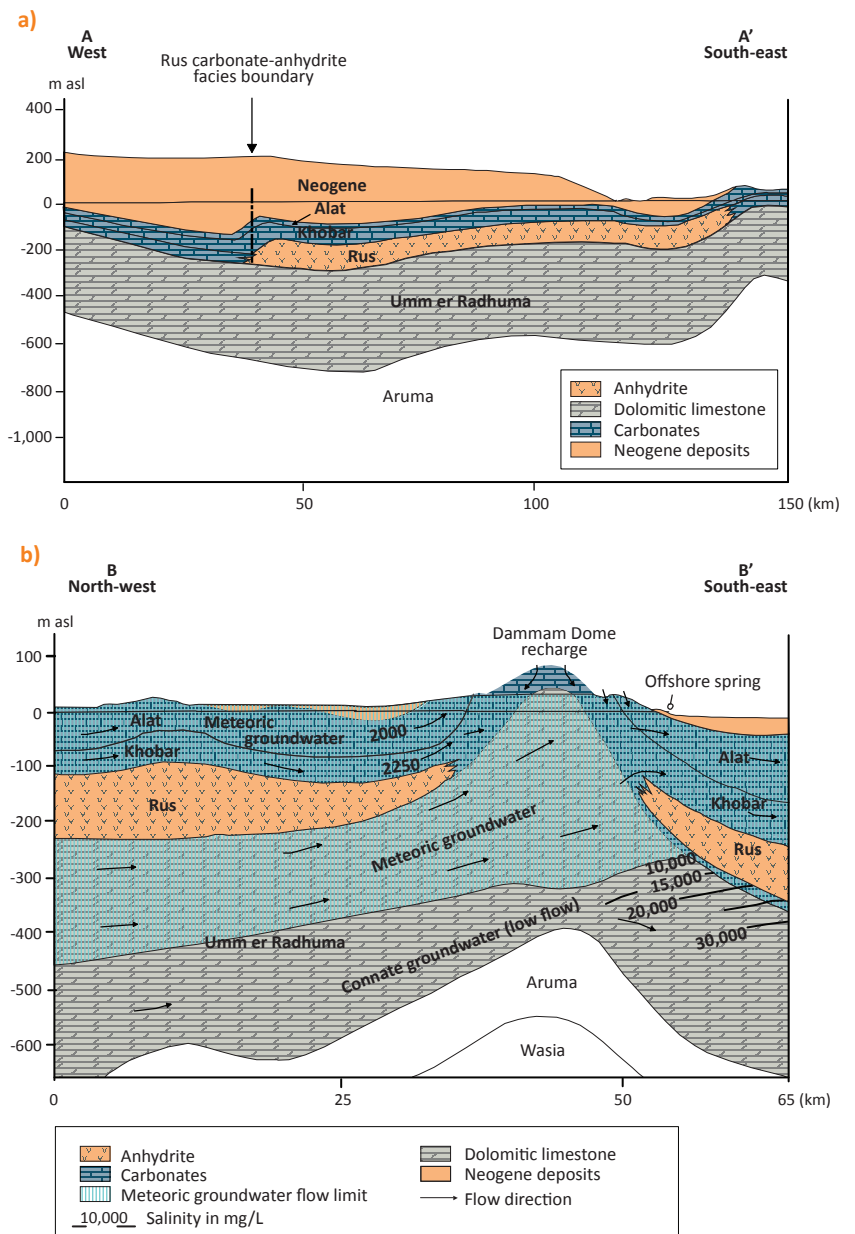 a)
A
West
A'
South-east
Rus carbonate-anhydrite
facies boundary
m asl
400
200
0
-200
-400
-600
-800
-1,000
Neogene
Alat
Khobar
Rus
Umm er Radhuma
Aruma
Anhydrite
Dolomitic limestone
Carbonates
Neogene deposits
0
50
100
150 (km)
b)
B
North-west
B'
South-east
m asl
Dammam Dome
recharge
Offshore spring
100
0
-100
-200
-300
-400
-500
-600
Alat
Meteoric
groundwater
2000
Khobar
2250
Rus
Meteoric groundwater
Umm er Radhuma
Connate groundwater (low flow)
Alat
Khobar
Rus
10,000
15,000
20,000
30,000
Aruma
Wasia
0
25
50
65 (km)
Anhydrite
Carbonates
Meteoric groundwater flow limit
10,000 Salinity in mg/L
Dolomitic limestone
Neogene deposits
Flow direction